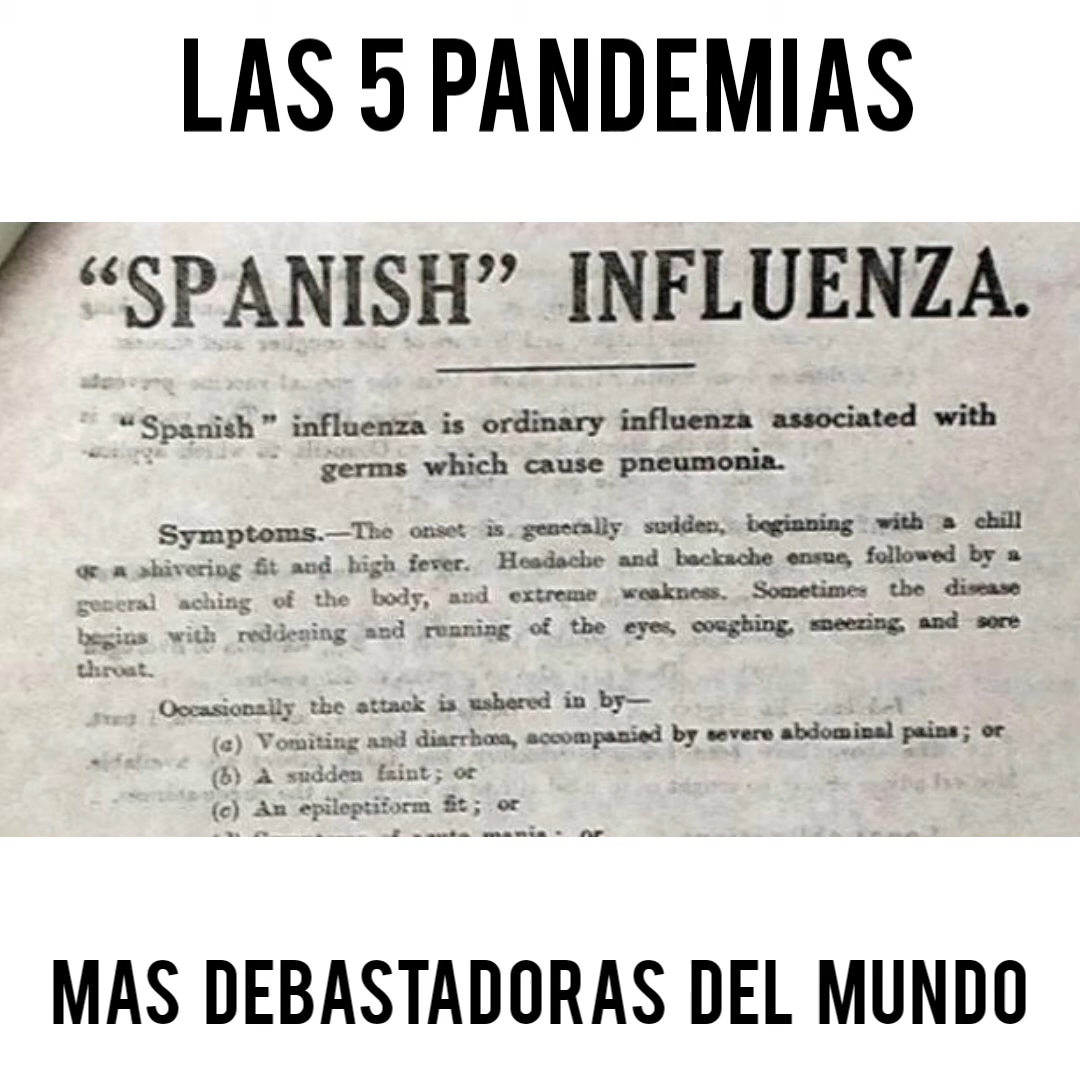 LAS 5 PANDEMIAS
“SPANISH” INFLUENZA.
“Spanish” influenza is ordinary influenza associated with
germs which cause pneumonia.
Symptoms.—The onset is generally sudden, beginning with a chill
or a shivering fit and high fever. Headache and backache ensue, followed by a
general aching of the body, and extreme weakness. Sometimes the disease
begins with reddening and running of the eyes, coughing, sneezing, and sore
throat.
Occasionally the attack is ushered in by—
(a) Vomiting and diarrhœa, accompanied by severe abdominal pains; or
(b) A sudden faint; or
(c) An epileptiform fit; or
MAS DEBASTADORAS DEL MUNDO